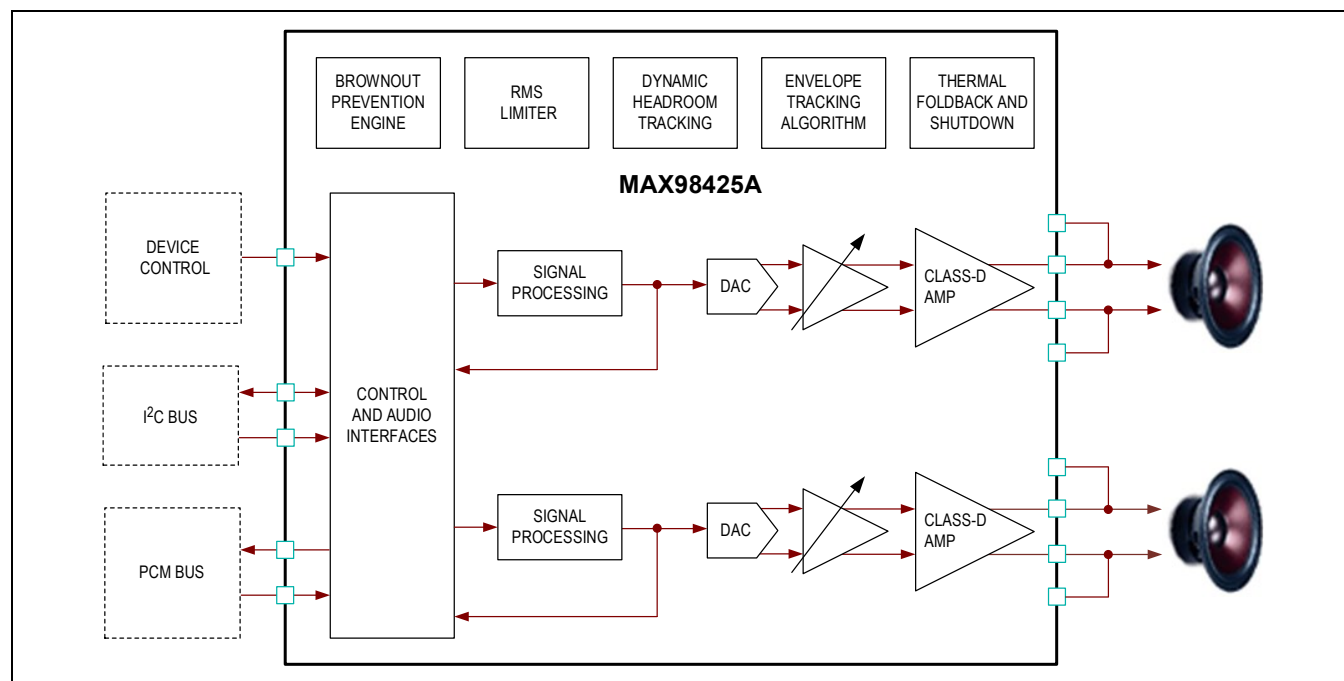 BROWNOUT
PREVENTION
ENGINE
RMS
LIMITER
DYNAMIC
HEADROOM
TRACKING
ENVELOPE
TRACKING
ALGORITHM
THERMAL
FOLDBACK AND
SHUTDOWN
MAX98425A
DEVICE
CONTROL
I²C BUS
PCM BUS
CONTROL
AND AUDIO
INTERFACES
SIGNAL
PROCESSING
DAC
CLASS-D
AMP
SIGNAL
PROCESSING
DAC
CLASS-D
AMP